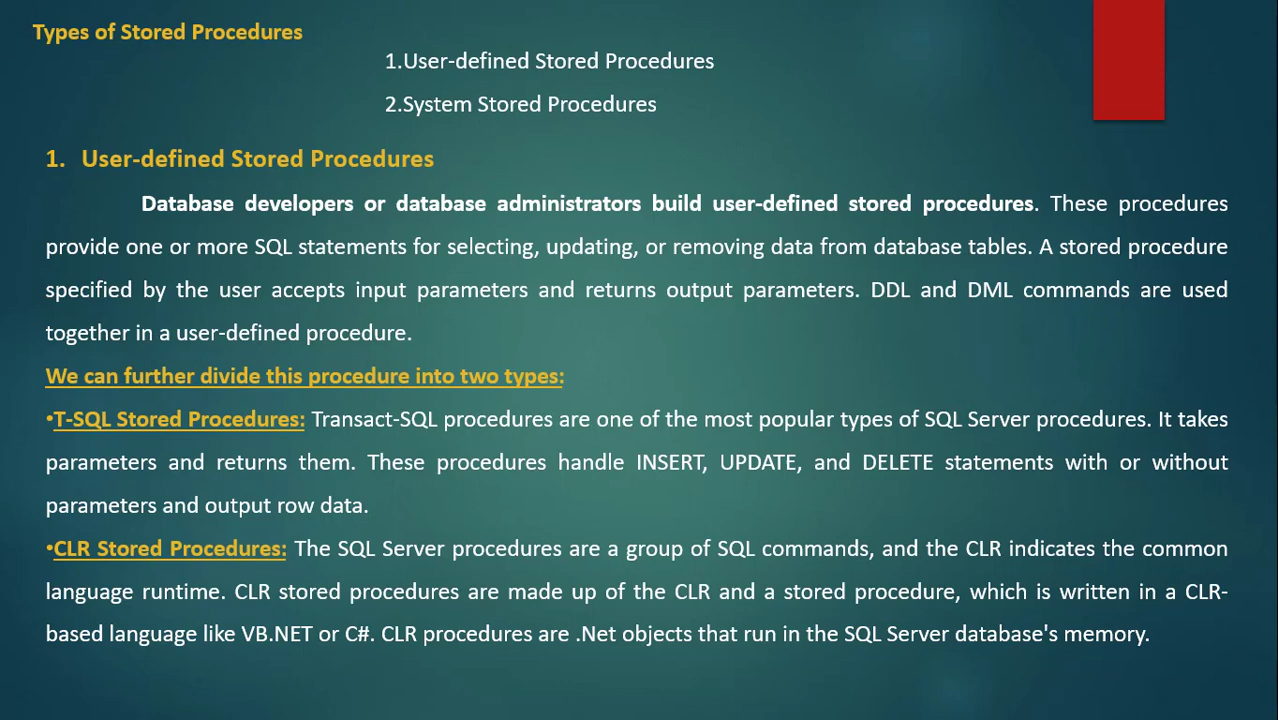 Types of Stored Procedures
1.User-defined Stored Procedures
2.System Stored Procedures
1. User-defined Stored Procedures
Database developers or database administrators build user-defined stored procedures. These procedures
provide one or more SQL statements for selecting, updating, or removing data from database tables. A stored procedure
specified by the user accepts input parameters and returns output parameters. DDL and DML commands are used
together in a user-defined procedure.
We can further divide this procedure into two types:
•T-SQL Stored Procedures: Transact-SQL procedures are one of the most popular types of SQL Server procedures. It takes
parameters and returns them. These procedures handle INSERT, UPDATE, and DELETE statements with or without
parameters and output row data.
•CLR Stored Procedures: The SQL Server procedures are a group of SQL commands, and the CLR indicates the common
language runtime. CLR stored procedures are made up of the CLR and a stored procedure, which is written in a CLR-
based language like VB.NET or C#. CLR procedures are .Net objects that run in the SQL Server database's memory.